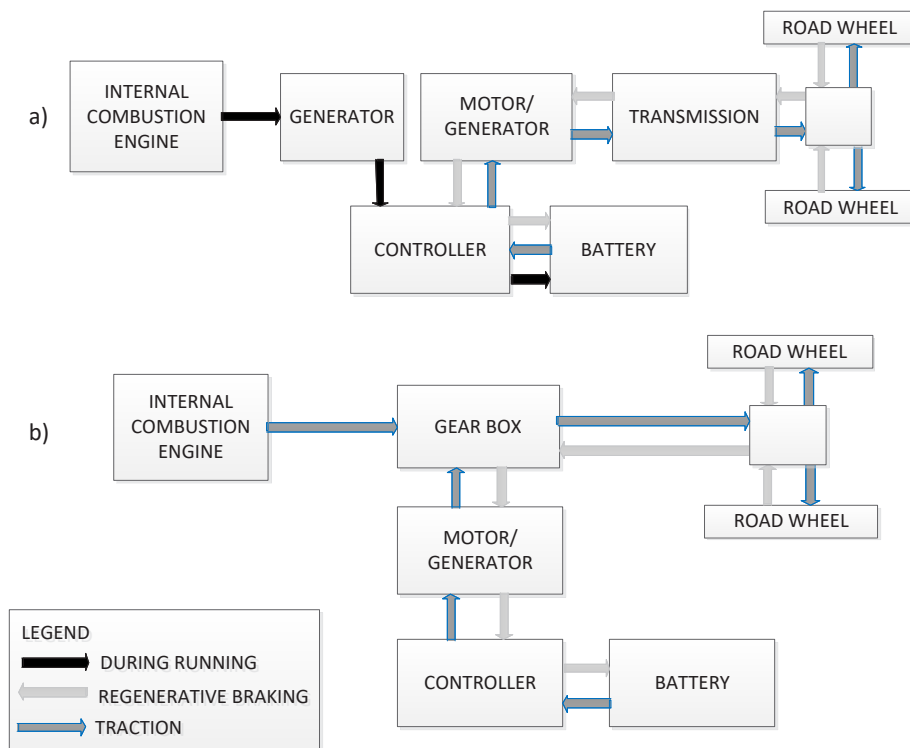 ROAD WHEEL
a)
INTERNAL
COMBUSTION
ENGINE
GENERATOR
MOTOR/
GENERATOR
TRANSMISSION
ROAD WHEEL
CONTROLLER
BATTERY
ROAD WHEEL
b)
INTERNAL
COMBUSTION
ENGINE
GEAR BOX
ROAD WHEEL
MOTOR/
GENERATOR
CONTROLLER
BATTERY
LEGEND
DURING RUNNING
REGENERATIVE BRAKING
TRACTION